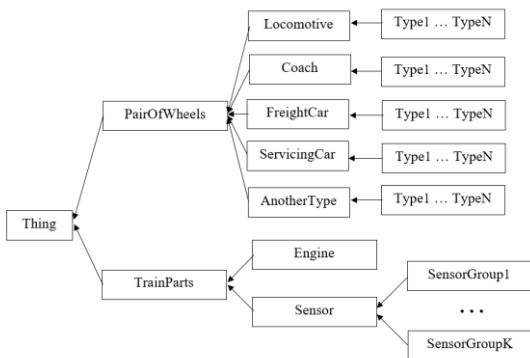 Locomotive
Type1 ... TypeN
Coach
Type1 ... TypeN
PairOfWheels
FreightCar
Type1 ... TypeN
ServicingCar
Type1 ... TypeN
AnotherType
Type1 ... TypeN
Thing
TrainParts
Engine
Sensor
SensorGroup1
...
SensorGroupK